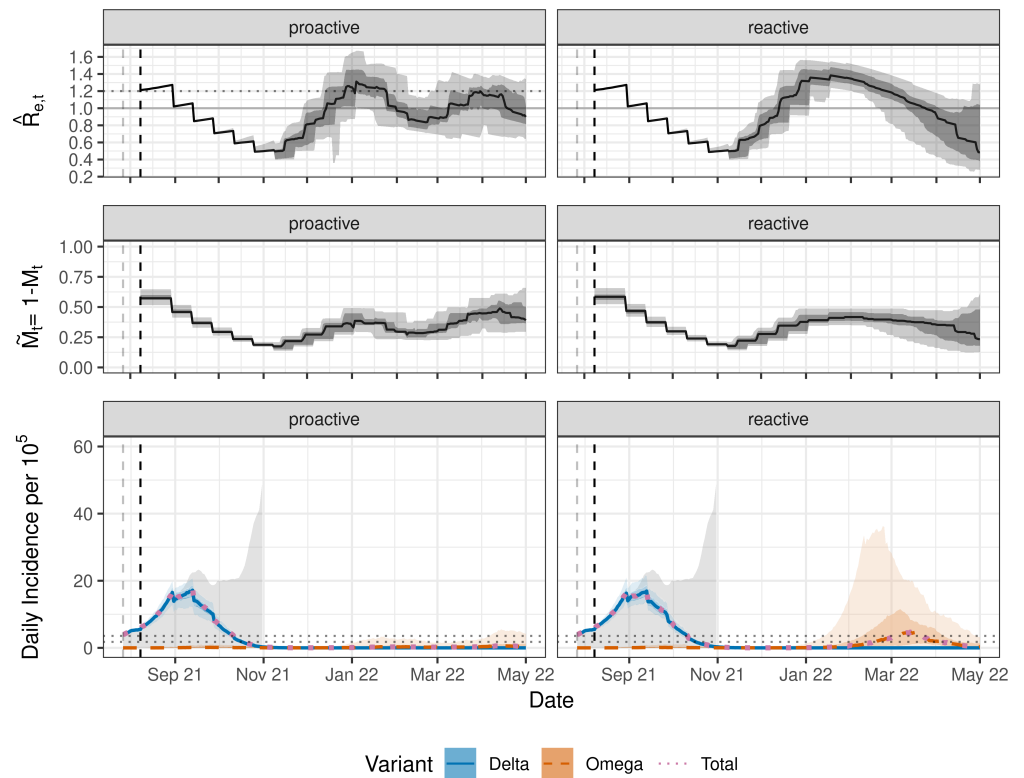 proactive
reactive
R̂e,t
1.6
1.4
1.2
1.0
0.8
0.6
0.4
0.2
proactive
reactive
M̃t= 1-Mt
1.00
0.75
0.50
0.25
0.00
proactive
reactive
Daily Incidence per 10^5
60
40
20
0
Sep 21 Nov 21 Jan 22 Mar 22 May 22
Sep 21 Nov 21 Jan 22 Mar 22 May 22
Date
Variant Delta Omega Total